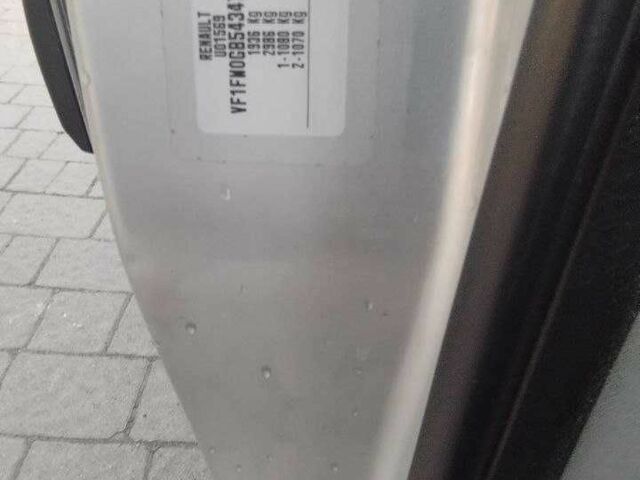 RENAULT
U01569
VF1FW0GB5434
1936 KG
2986 KG
1-1080 KG
2-1070 KG